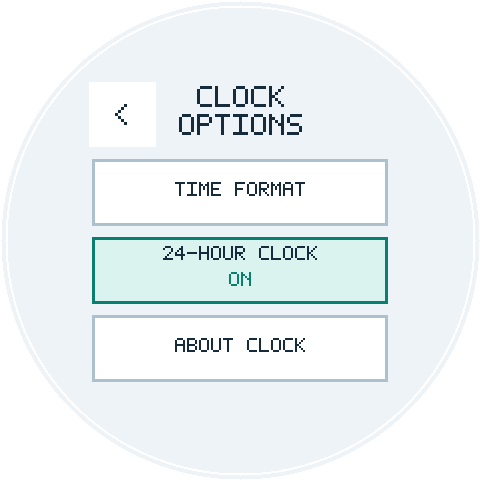 <
CLOCK
OPTIONS
TIME FORMAT
24-HOUR CLOCK
ON
ABOUT CLOCK